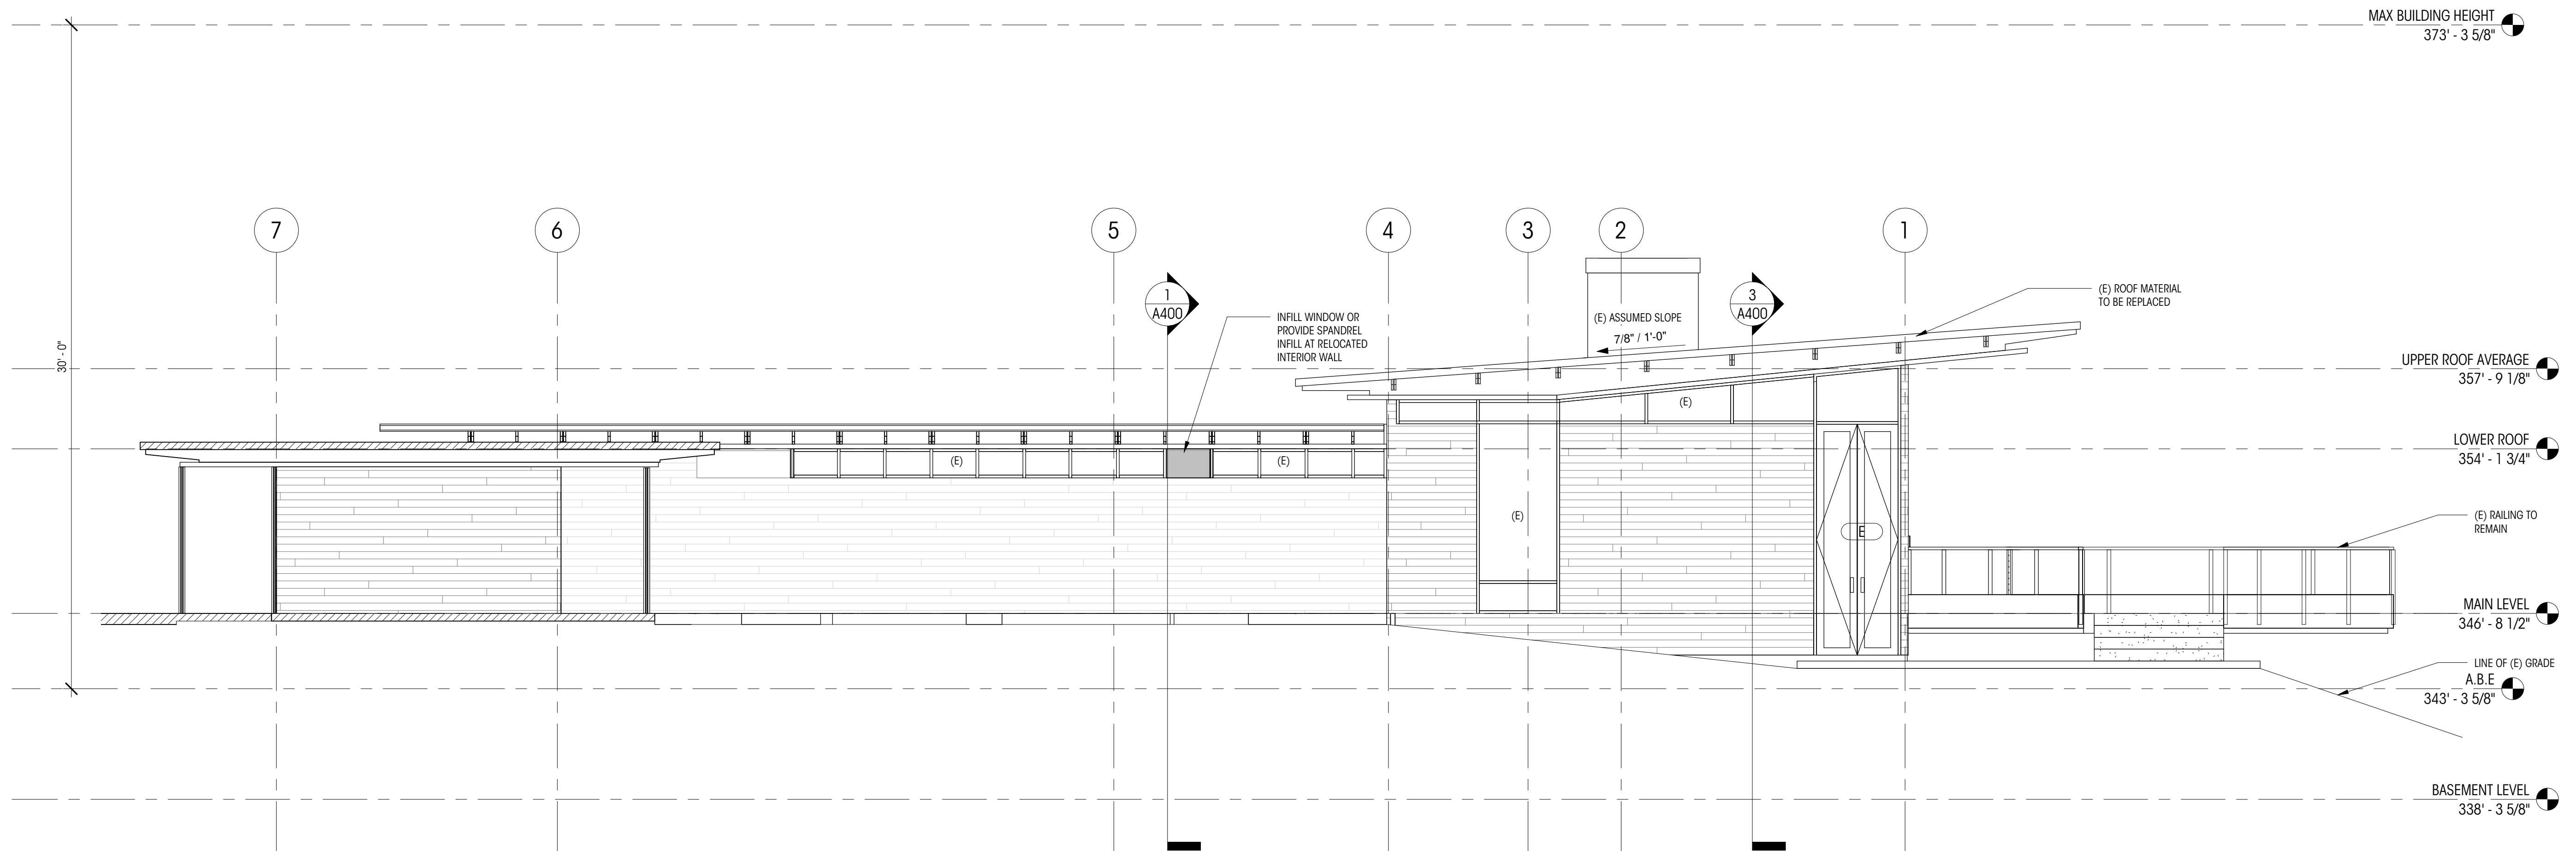 MAX BUILDING HEIGHT
373' - 3 5/8"
7
6
5
4
3
2
1
1
A400
3
A400
(E) ROOF MATERIAL
TO BE REPLACED
INFILL WINDOW OR
PROVIDE SPANDREL
INFILL AT RELOCATED
INTERIOR WALL
(E) ASSUMED SLOPE
7/8" / 1'-0"
30' - 0"
UPPER ROOF AVERAGE
357' - 9 1/8"
(E)
LOWER ROOF
354' - 1 3/4"
(E)
(E)
(E)
E
(E) RAILING TO
REMAIN
MAIN LEVEL
346' - 8 1/2"
LINE OF (E) GRADE
A.B.E
343' - 3 5/8"
BASEMENT LEVEL
338' - 3 5/8"